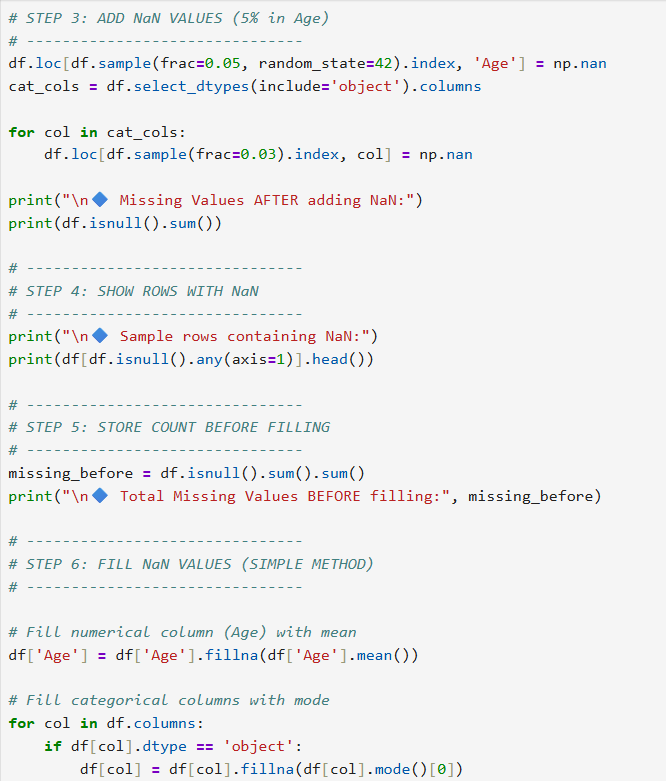 # STEP 3: ADD NaN VALUES (5% in Age)
# -------------------------------
df.loc[df.sample(frac=0.05, random_state=42).index, 'Age'] = np.nan
cat_cols = df.select_dtypes(include='object').columns

for col in cat_cols:
    df.loc[df.sample(frac=0.03).index, col] = np.nan

print("\n🔷 Missing Values AFTER adding NaN:")
print(df.isnull().sum())

# -------------------------------
# STEP 4: SHOW ROWS WITH NaN
# -------------------------------
print("\n🔷 Sample rows containing NaN:")
print(df[df.isnull().any(axis=1)].head())

# -------------------------------
# STEP 5: STORE COUNT BEFORE FILLING
# -------------------------------
missing_before = df.isnull().sum().sum()
print("\n🔷 Total Missing Values BEFORE filling:", missing_before)

# -------------------------------
# STEP 6: FILL NaN VALUES (SIMPLE METHOD)
# -------------------------------

# Fill numerical column (Age) with mean
df['Age'] = df['Age'].fillna(df['Age'].mean())

# Fill categorical columns with mode
for col in df.columns:
    if df[col].dtype == 'object':
        df[col] = df[col].fillna(df[col].mode()[0])